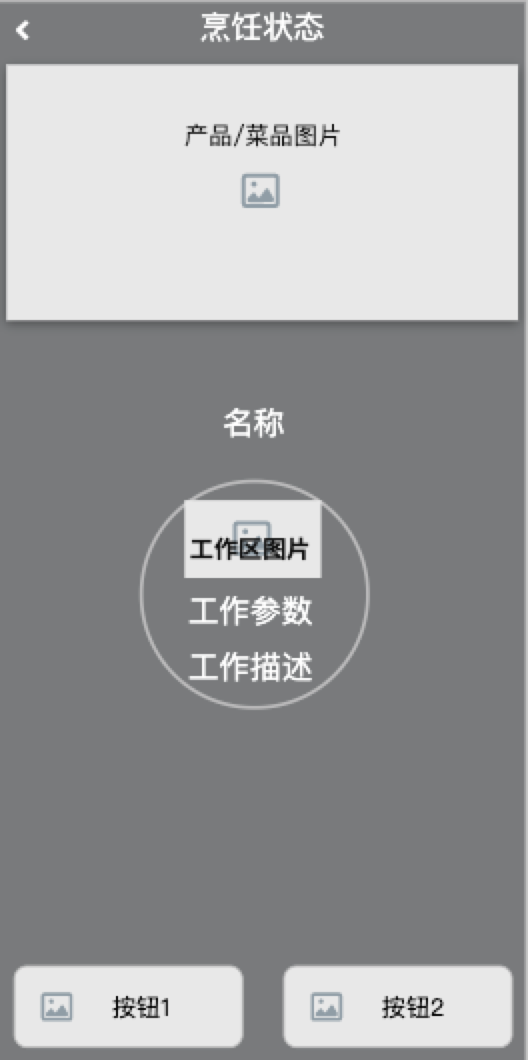 烹饪状态
产品/菜品图片
名称
工作区图片
工作参数
工作描述
按钮1
按钮2